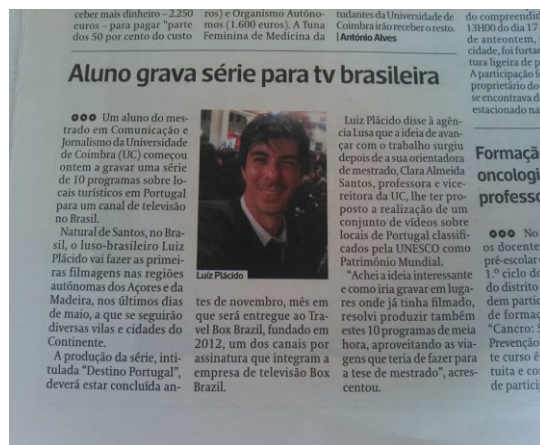 ceber mais dinheiro – 2.250
euros – para pagar "parte
dos 50 por cento do custo
ros) e Organismo Autóno-
mos (1.600 euros). A Tuna
Feminina de Medicina da
tudantes da Universidade de
Coimbra irão receber o resto.
| António Alves
do compreendid
13H00 do dia 17
de anteontem,
cidade, foi furtad
tura ligeira de p
A participação f
proprietário do
se encontrava d
estacionado na
Aluno grava série para tv brasileira
Um aluno do mes-
trado em Comunicação e
Jornalismo da Universidade
de Coimbra (UC) começou
ontem a gravar uma série
de 10 programas sobre lo-
cais turísticos em Portugal
para um canal de televisão
no Brasil.
Natural de Santos, no Bra-
sil, o luso-brasileiro Luiz
Plácido vai fazer as primei-
ras filmagens nas regiões
autónomas dos Açores e da
Madeira, nos últimos dias
de maio, a que se seguirão
diversas vilas e cidades do
Continente.
A produção da série, inti-
tulada "Destino Portugal",
deverá estar concluída an-
Luiz Plácido
tes de novembro, mês em
que será entregue ao Tra-
vel Box Brazil, fundado em
2012, um dos canais por
assinatura que integram a
empresa de televisão Box
Brazil.
Luiz Plácido disse à agên-
cia Lusa que a ideia de avan-
çar com o trabalho surgiu
depois de a sua orientadora
de mestrado, Clara Almeida
Santos, professora e vice-
reitora da UC, lhe ter pro-
posto a realização de um
conjunto de vídeos sobre
locais de Portugal classifi-
cados pela UNESCO como
Património Mundial.
"Achei a ideia interessante
e como iria gravar em luga-
res onde já tinha filmado,
resolvi produzir também
estes 10 programas de meia
hora, aproveitando as via-
gens que teria de fazer para
a tese de mestrado", acres-
centou.
Formaçã
oncologi
professo
No
os docente
pré-escolar
1.º ciclo d
do distrito
dem partic
de formaç
"Cancro: S
Prevenção
te curso é
tuita e co
de partici